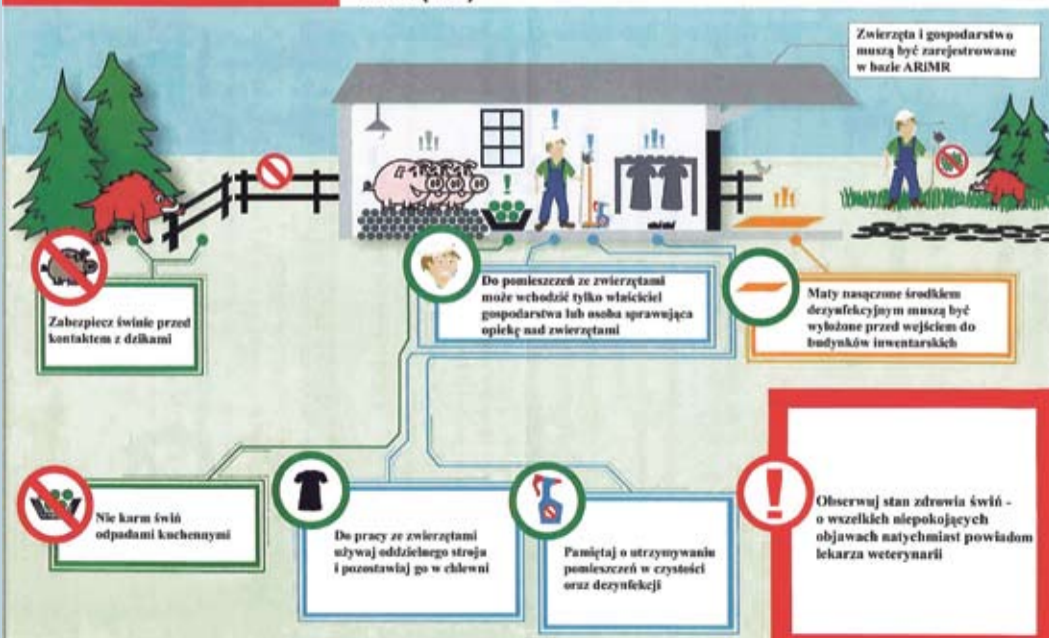 Zwierzęta i gospodarstwo
muszą być zarejestrowane
w bazie ARiMR
Zabezpiecz świnie przed
kontaktem z dzikami
Do pomieszczeń ze zwierzętami
może wchodzić tylko właściciel
gospodarstwa lub osoba sprawująca
opiekę nad zwierzętami
Maty nasączone środkiem
dezynfekcyjnym muszą być
wyłożone przed wejściem do
budynków inwentarskich
Nie karm świń
odpadami kuchennymi
Do pracy ze zwierzętami
używaj oddzielnego stroja
i pozostawiaj go w chlewni
Pamiętaj o utrzymywaniu
pomieszczeń w czystości
oraz dezynfekcji
Obserwuj stan zdrowia świń -
o wszelkich niepokojących
objawach natychmiast powiadom
lekarza weterynarii